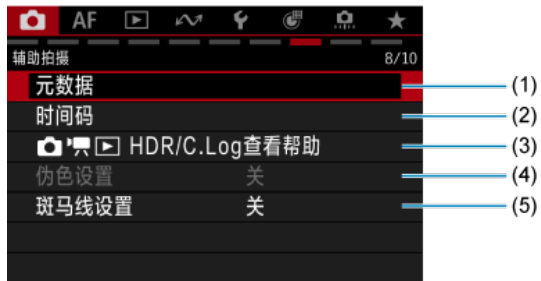 AF
辅助拍摄 8/10
元数据 (1)
时间码 (2)
HDR/C.Log查看帮助 (3)
伪色设置 关 (4)
斑马线设置 关 (5)